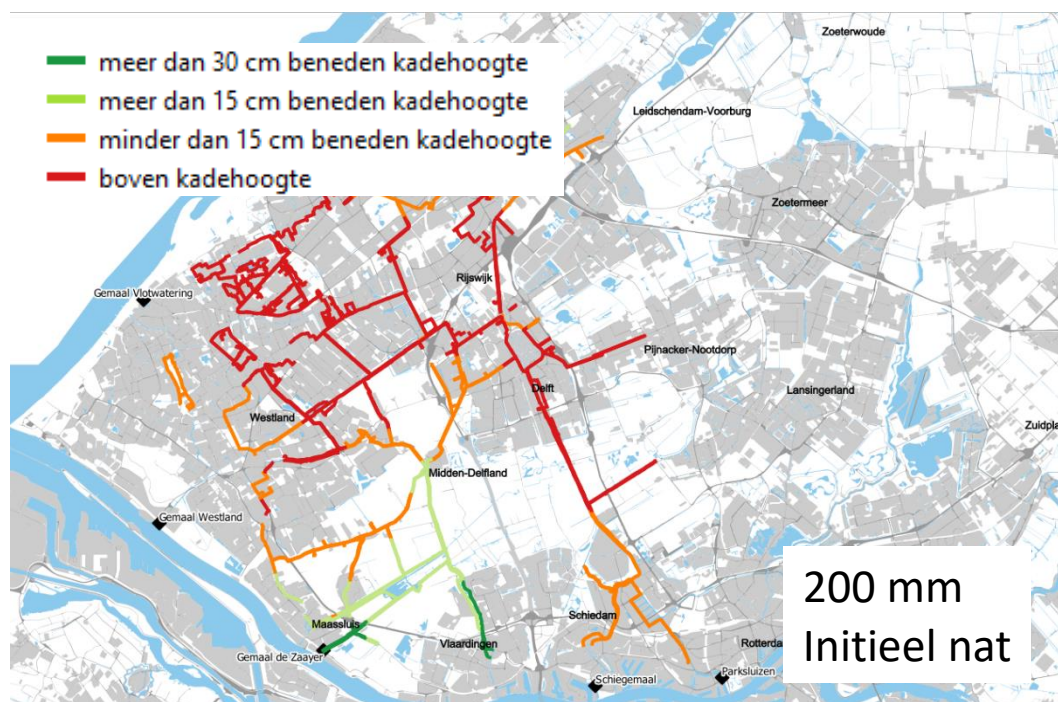 meer dan 30 cm beneden kadehoogte
meer dan 15 cm beneden kadehoogte
minder dan 15 cm beneden kadehoogte
boven kadehoogte
Zoeterwoude
Leidschendam-Voorburg
Zoetermeer
Rijswijk
Gemaal Vlotwatering
Pijnacker-Nootdorp
Delft
Lansingerland
Westland
Zuidpla
Midden-Delfland
Gemaal Westland
Schiedam
Maassluis
Vlaardingen
Rotterda
Gemaal de Zaayer
Schiegemaal
Parksluizen
200 mm
Initieel nat